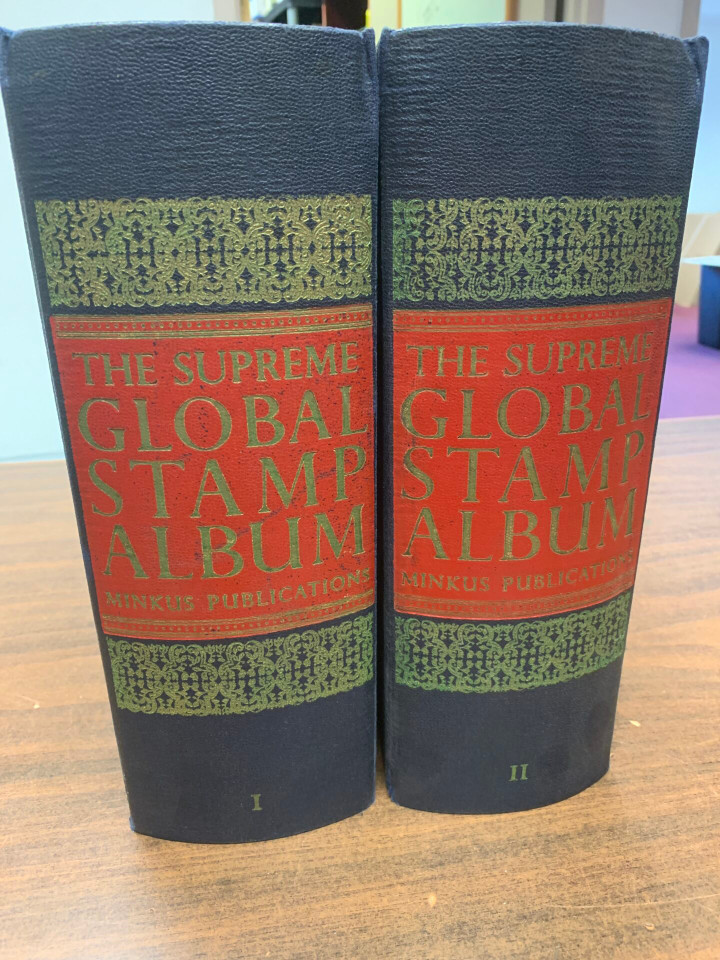 THE SUPREME
GLOBAL
STAMP
ALBUM
MINKUS PUBLICATIONS
I
THE SUPREME
GLOBAL
STAMP
ALBUM
MINKUS PUBLICATIONS
II